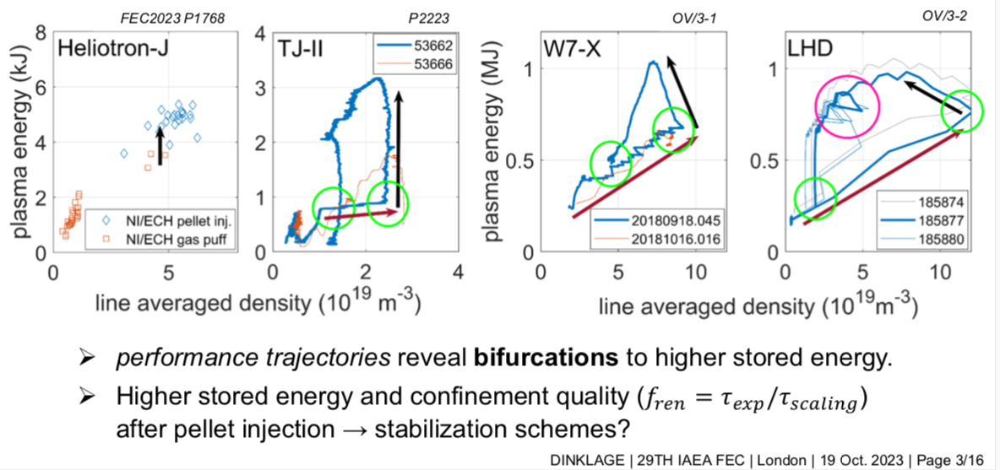 FEC2023 P1768
P2223
OV/3-1
OV/3-2
Heliotron-J
TJ-II
W7-X
LHD
plasma energy (kJ)
8
6
4
2
0
0
5
NI/ECH pellet inj.
NI/ECH gas puff
4
3
2
1
0
0
2
4
53662
53666
line averaged density (10^19 m^-3)
plasma energy (MJ)
1
0.5
0
0
5
10
20180918.045
20181016.016
1
0.5
0
0
5
10
185874
185877
185880
line averaged density (10^19 m^-3)
➢ performance trajectories reveal bifurcations to higher stored energy.
➢ Higher stored energy and confinement quality (f_ren = τ_exp/τ_scaling)
after pellet injection → stabilization schemes?
DINKLAGE | 29TH IAEA FEC | London | 19 Oct. 2023 | Page 3/16